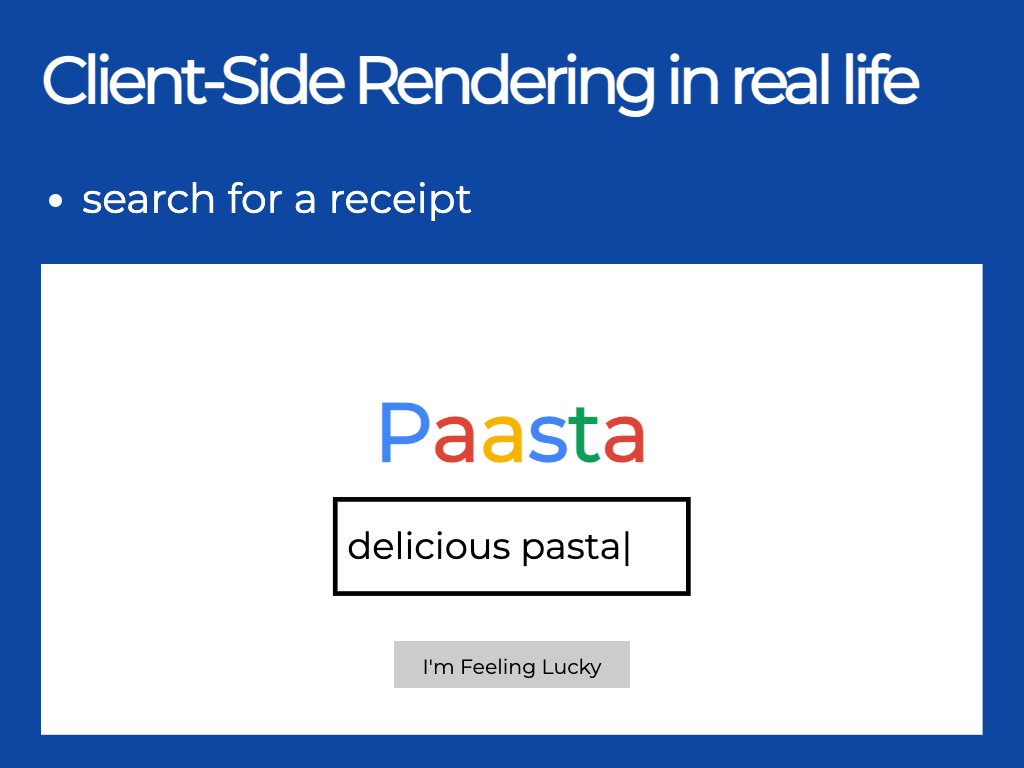 Client-Side Rendering in real life
• search for a receipt
Paasta
delicious pasta|
I'm Feeling Lucky